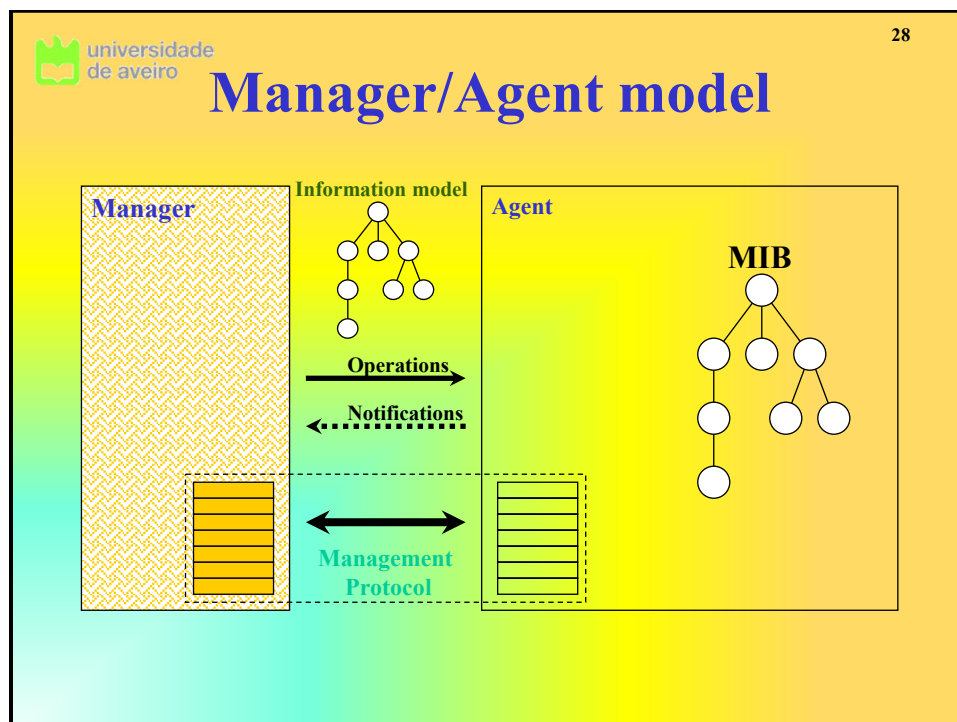 28
universidade
de aveiro
Manager/Agent model
Information model
Manager
Agent
MIB
Operations
Notifications
Management
Protocol